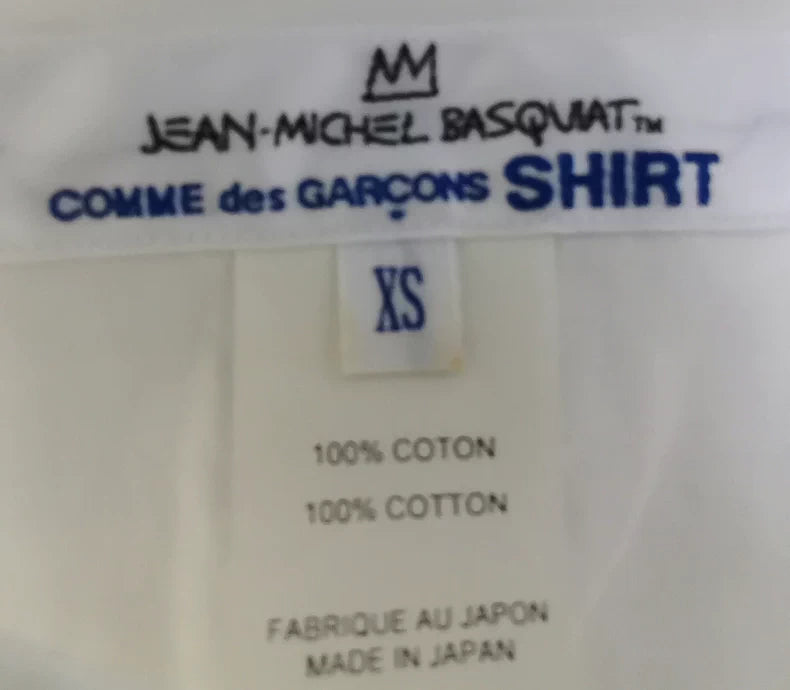 JEAN-MICHEL BASQUIAT™
COMME des GARÇONS SHIRT
XS
100% COTON
100% COTTON
FABRIQUE AU JAPON
MADE IN JAPAN